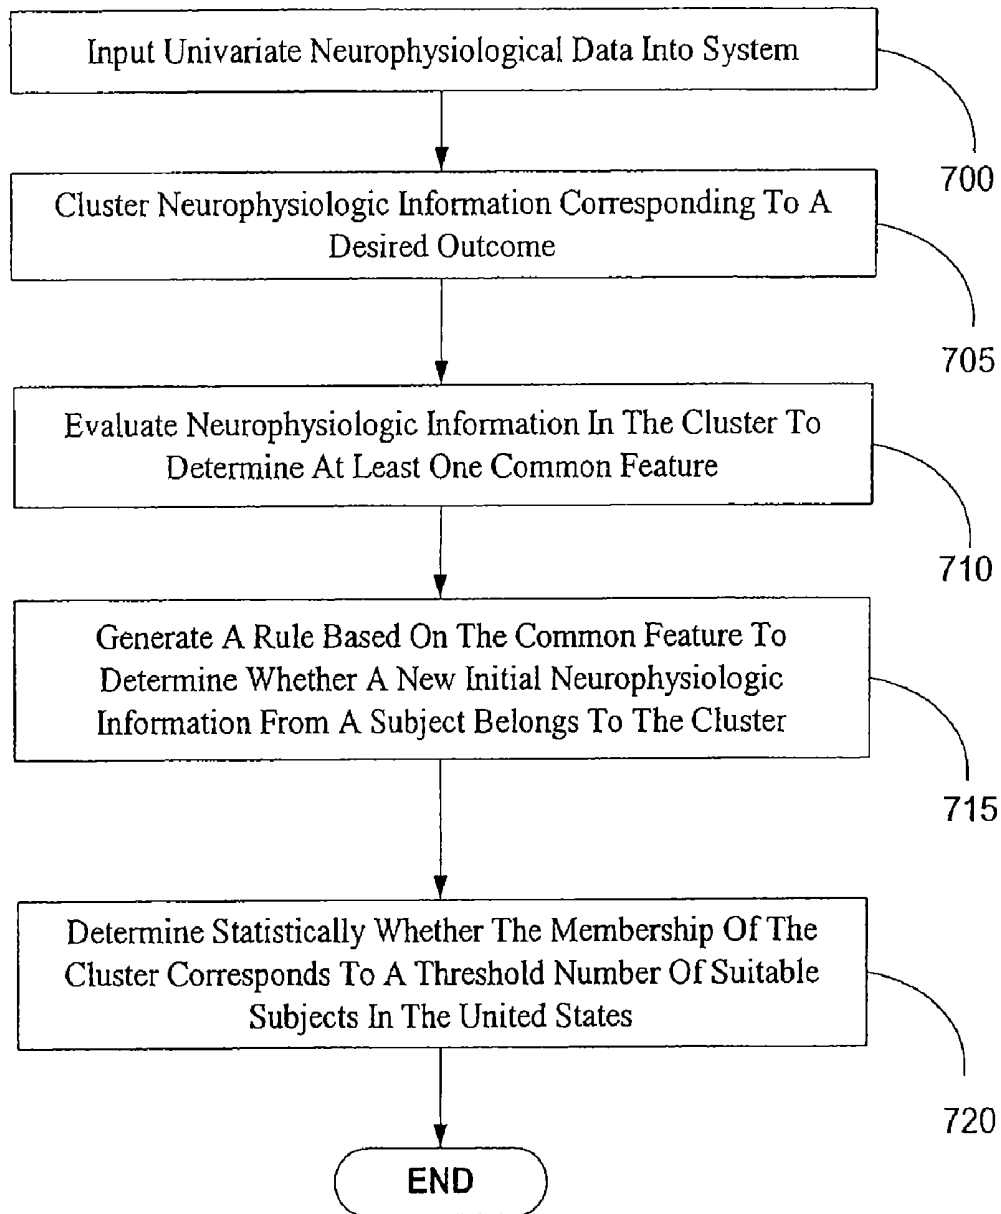 Input Univariate Neurophysiological Data Into System
700
Cluster Neurophysiologic Information Corresponding To A
Desired Outcome
705
Evaluate Neurophysiologic Information In The Cluster To
Determine At Least One Common Feature
710
Generate A Rule Based On The Common Feature To
Determine Whether A New Initial Neurophysiologic
Information From A Subject Belongs To The Cluster
715
Determine Statistically Whether The Membership Of The
Cluster Corresponds To A Threshold Number Of Suitable
Subjects In The United States
720
END